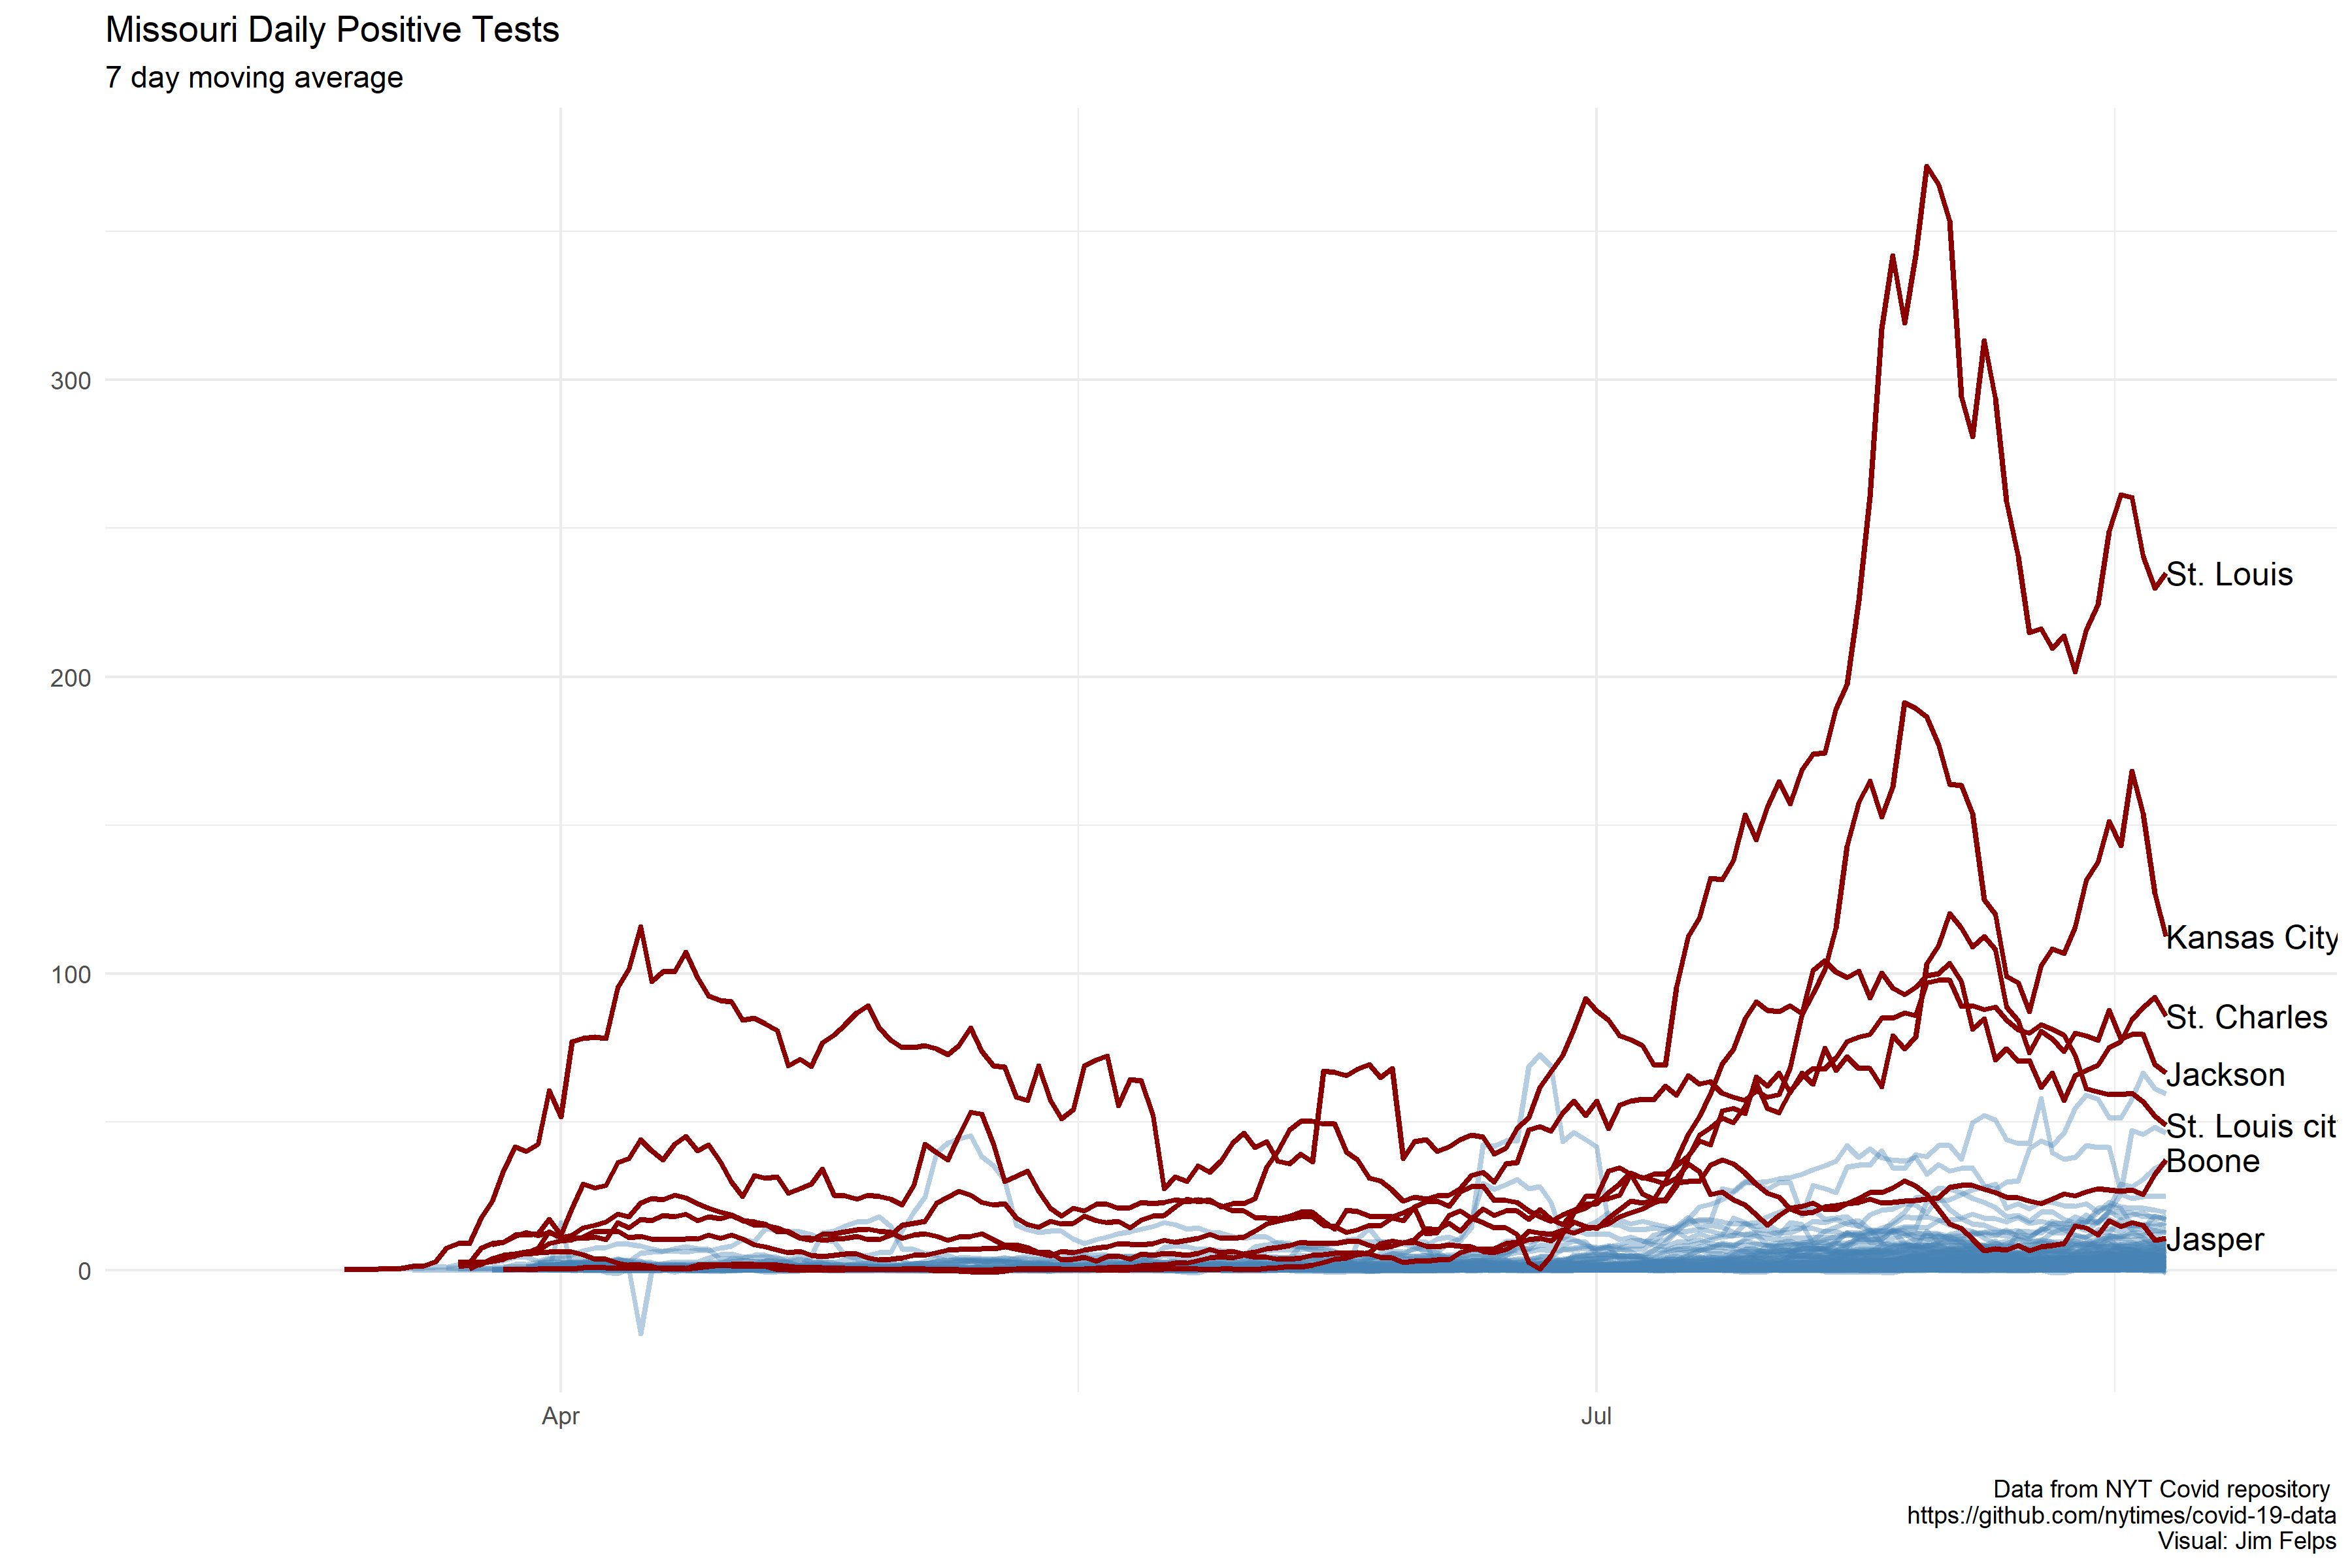 Missouri Daily Positive Tests
7 day moving average
300
200
100
0
St. Louis
Kansas City
St. Charles
Jackson
St. Louis cit
Boone
Jasper
Apr
Jul
Data from NYT Covid repository
https://github.com/nytimes/covid-19-data
Visual: Jim Felps